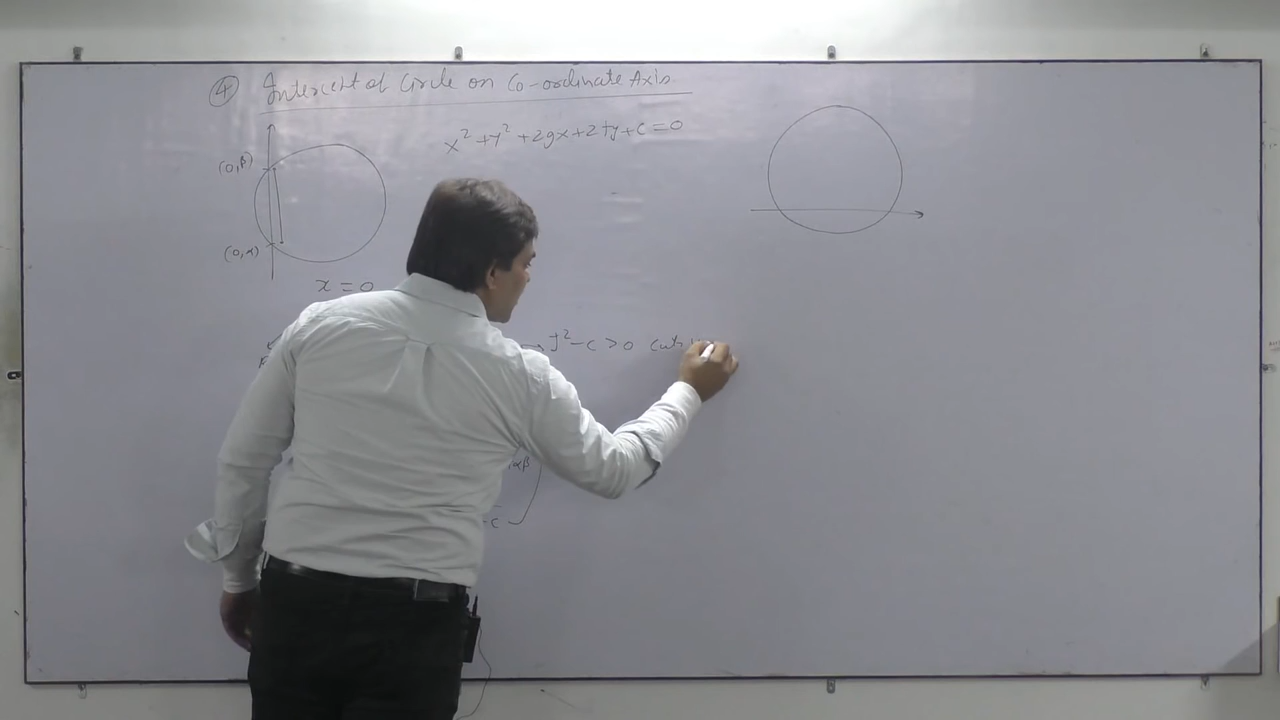 ④ Intercept of Circle on Co-ordinate Axis
x² + y² + 2gx + 2fy + c = 0
(0, β)
(0, α)
x = 0
→ f² - c > 0 cuts
αβ
- c